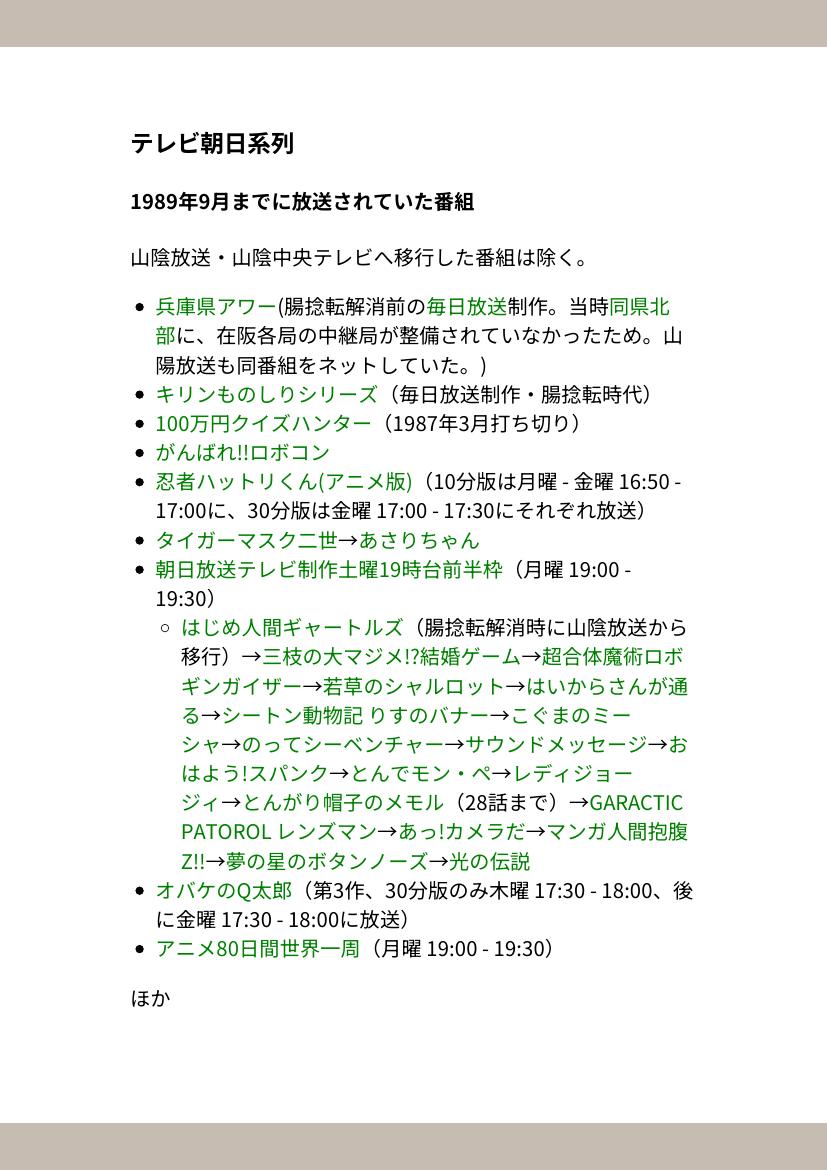 テレビ朝日系列
1989年9月までに放送されていた番組
山陰放送・山陰中央テレビへ移行した番組は除く。
兵庫県アワー(腸捻転解消前の毎日放送制作。当時同県北
部に、在阪各局の中継局が整備されていなかったため。山
陽放送も同番組をネットしていた。)
キリンものしりシリーズ（毎日放送制作・腸捻転時代）
100万円クイズハンター（1987年3月打ち切り）
がんばれ!!ロボコン
忍者ハットリくん(アニメ版)（10分版は月曜 - 金曜 16:50 -
17:00に、30分版は金曜 17:00 - 17:30にそれぞれ放送）
タイガーマスク二世→あさりちゃん
朝日放送テレビ制作土曜19時台前半枠（月曜 19:00 -
19:30）
はじめ人間ギャートルズ（腸捻転解消時に山陰放送から
移行）→三枝の大マジメ!?結婚ゲーム→超合体魔術ロボ
ギンガイザー→若草のシャルロット→はいからさんが通
る→シートン動物記 りすのバナー→こぐまのミー
シャ→のってシーベンチャー→サウンドメッセージ→お
はよう!スパンク→とんでモン・ペ→レディジョー
ジィ→とんがり帽子のメモル（28話まで）→GARACTIC
PATOROL レンズマン→あっ!カメラだ→マンガ人間抱腹
Z!!→夢の星のボタンノーズ→光の伝説
オバケのQ太郎（第3作、30分版のみ木曜 17:30 - 18:00、後
に金曜 17:30 - 18:00に放送）
アニメ80日間世界一周（月曜 19:00 - 19:30）
ほか